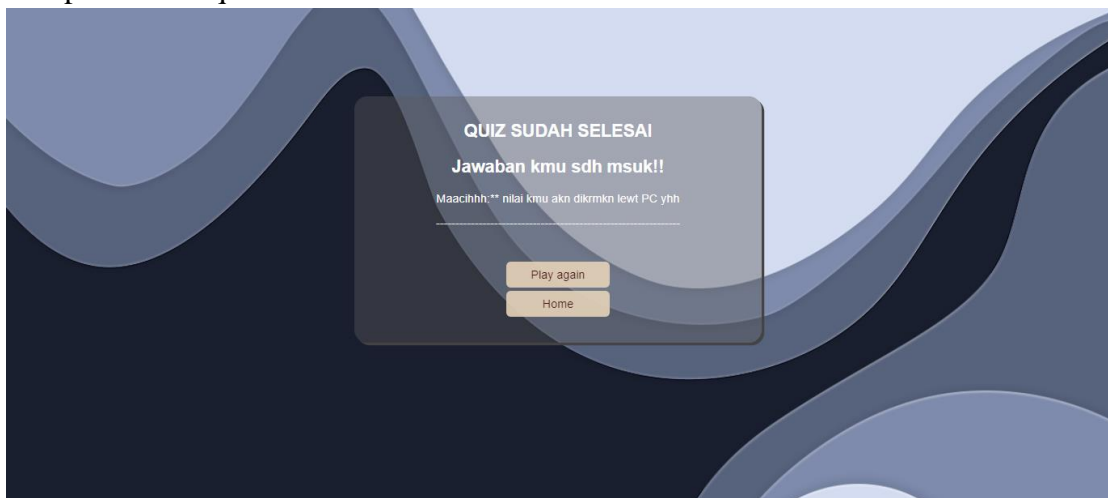 QUIZ SUDAH SELESAI
Jawaban kmu sdh msuk!!
Maacihhh:** nilai kmu akn dikrmkn lewt PC yhh
Play again
Home